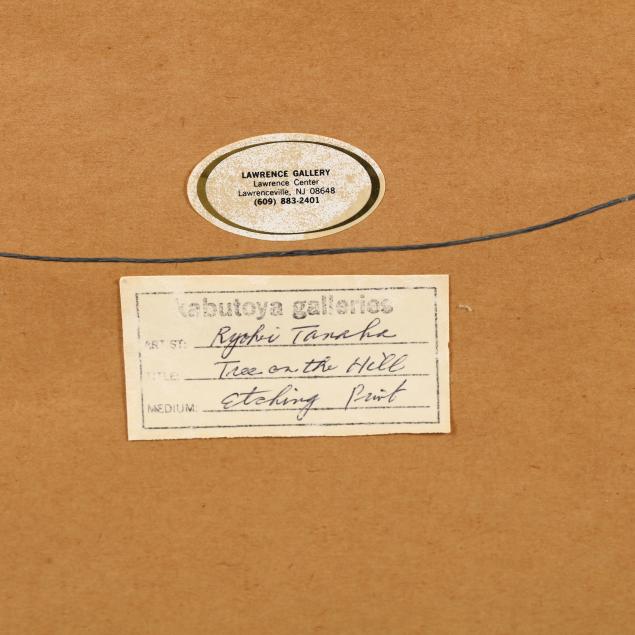 LAWRENCE GALLERY
Lawrence Center
Lawrenceville, NJ 08648
(609) 883-2401
kabutoya galleries
ARTIST: Ryohei Tanaka
TITLE: Tree on the Hill
MEDIUM: Etching Print